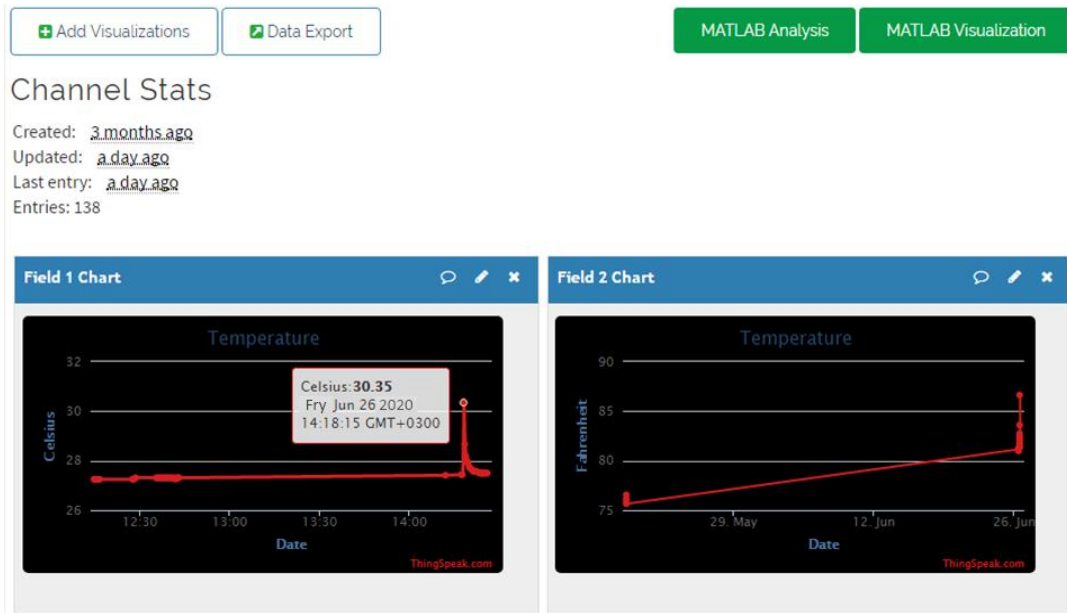 Add Visualizations
Data Export
MATLAB Analysis
MATLAB Visualization
Channel Stats
Created: 3 months ago
Updated: a day ago
Last entry: a day ago
Entries: 138
Field 1 Chart
Temperature
32
30
28
26
Celsius
Celsius:30.35
Fry Jun 26 2020
14:18:15 GMT+0300
12:30
13:00
13:30
14:00
Date
ThingSpeak.com
Field 2 Chart
Temperature
90
85
80
75
Fahrenheit
29. May
12. Jun
26. Jun
Date
ThingSpeak.com